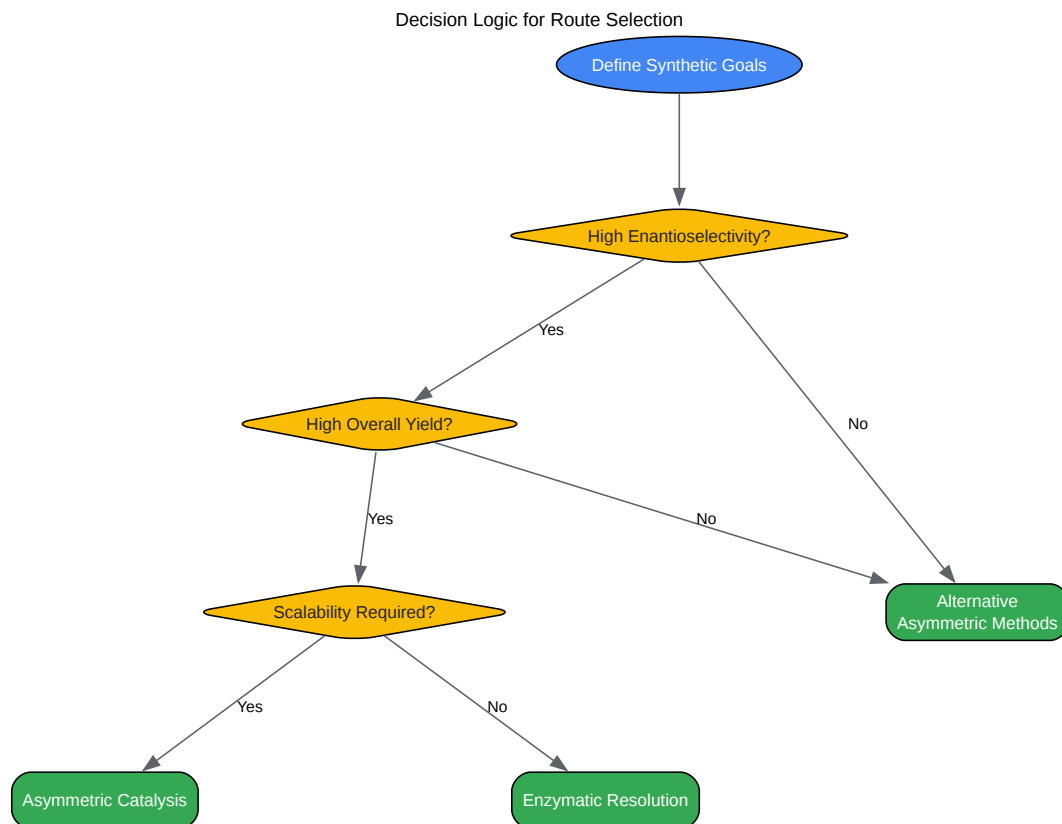 Decision Logic for Route Selection
Define Synthetic Goals
High Enantioselectivity?
Yes
No
High Overall Yield?
Yes
No
Scalability Required?
Alternative
Asymmetric Methods
Yes
No
Asymmetric Catalysis
Enzymatic Resolution